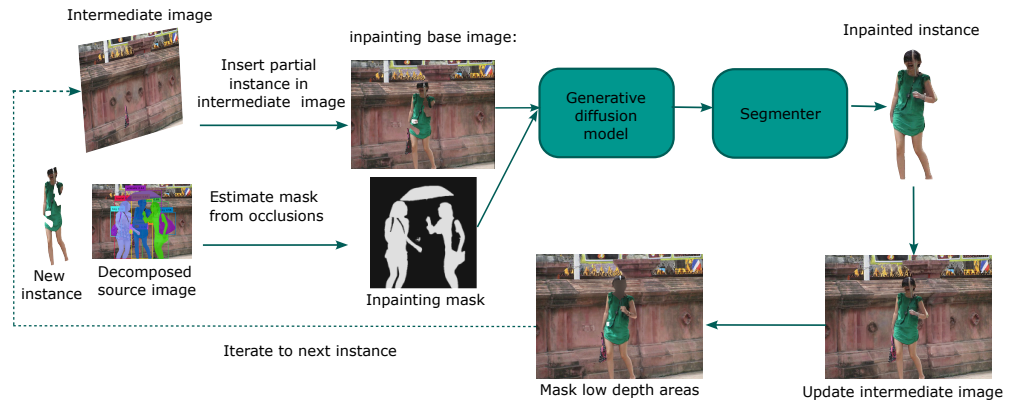 Intermediate image
Insert partial
instance in
intermediate  image
inpainting base image:
Generative
diffusion
model
Segmenter
Inpainted instance
New
instance
Decomposed
source image
Estimate mask
from occlusions
Inpainting mask
Mask low depth areas
Update intermediate image
Iterate to next instance